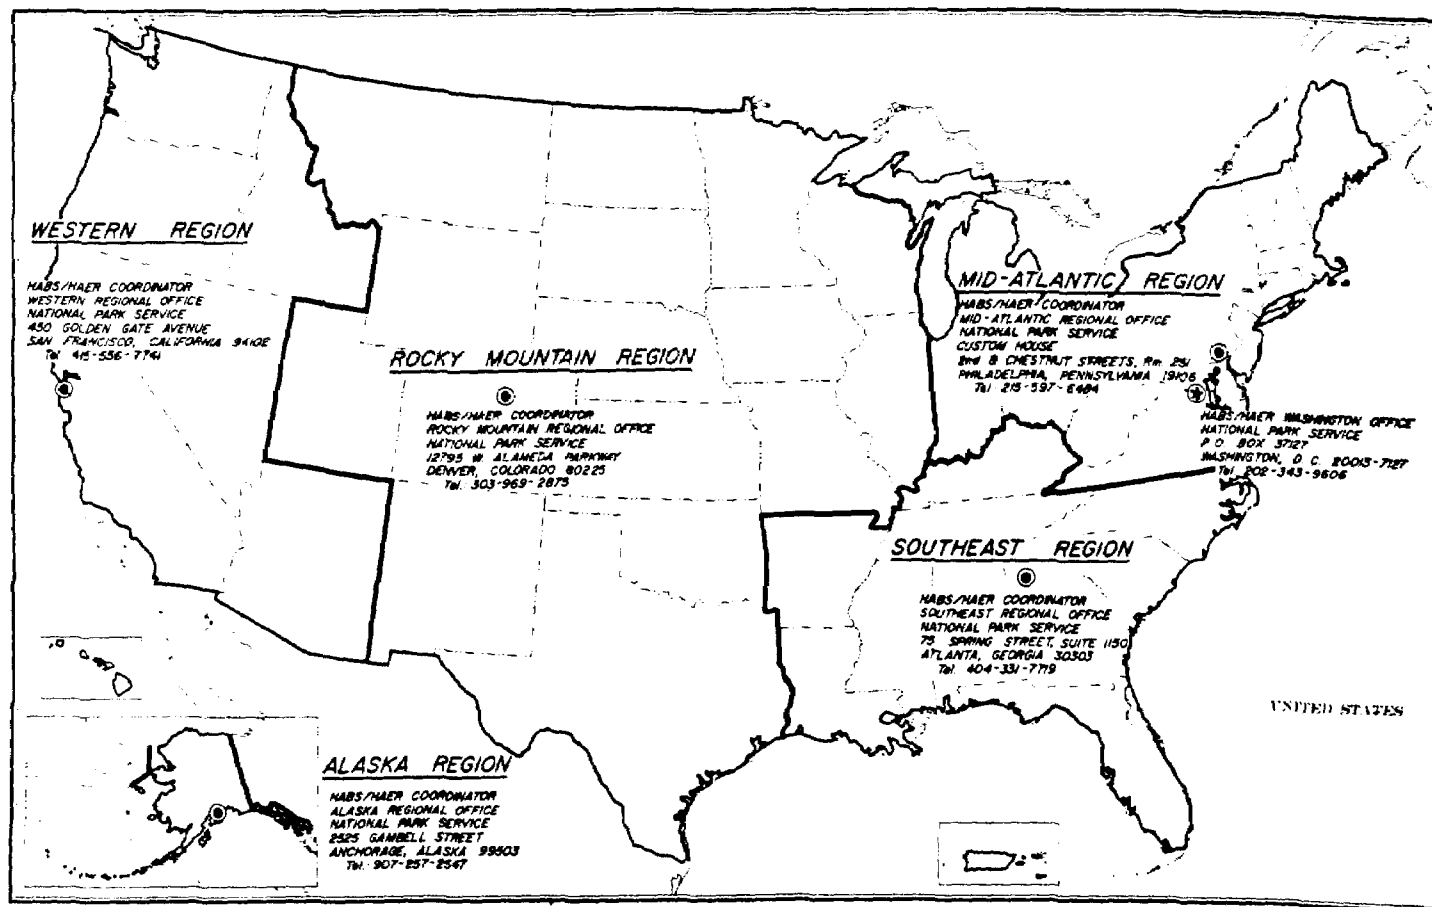 WESTERN REGION
HABS/HAER COORDINATOR
WESTERN REGIONAL OFFICE
NATIONAL PARK SERVICE
450 GOLDEN GATE AVENUE
SAN FRANCISCO, CALIFORNIA 94102
Tel. 415-556-7741
ROCKY MOUNTAIN REGION
HABS/HAER COORDINATOR
ROCKY MOUNTAIN REGIONAL OFFICE
NATIONAL PARK SERVICE
12795 W. ALAMEDA PARKWAY
DENVER, COLORADO 80225
Tel. 303-969-2875
MID-ATLANTIC REGION
HABS/HAER COORDINATOR
MID-ATLANTIC REGIONAL OFFICE
NATIONAL PARK SERVICE
CUSTOM HOUSE
2nd & CHESTNUT STREETS, Rm. 251
PHILADELPHIA, PENNSYLVANIA 19106
Tel. 215-597-6484
HABS/HAER WASHINGTON OFFICE
NATIONAL PARK SERVICE
P.O. BOX 37127
WASHINGTON, D.C. 20013-7127
Tel. 202-343-9606
SOUTHEAST REGION
HABS/HAER COORDINATOR
SOUTHEAST REGIONAL OFFICE
NATIONAL PARK SERVICE
75 SPRING STREET, SUITE 1150
ATLANTA, GEORGIA 30303
Tel. 404-331-7719
UNITED STATES
ALASKA REGION
HABS/HAER COORDINATOR
ALASKA REGIONAL OFFICE
NATIONAL PARK SERVICE
2525 GAMBELL STREET
ANCHORAGE, ALASKA 99503
Tel. 907-257-2547